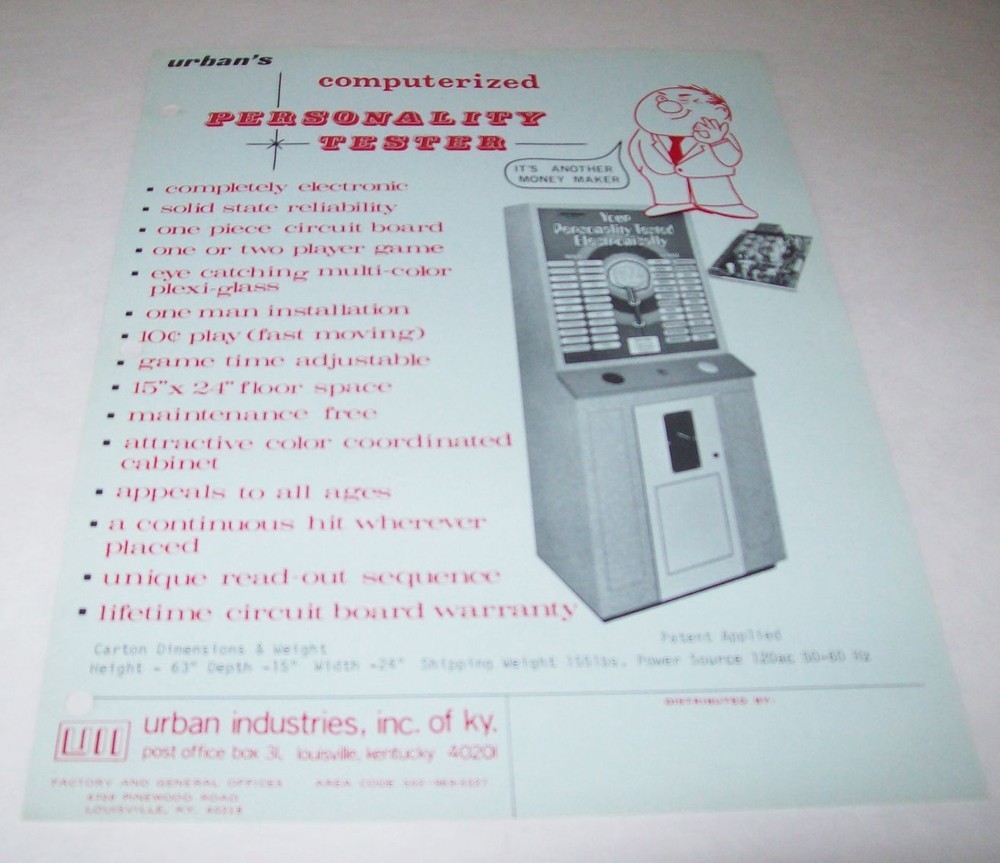 urban's
computerized
PERSONALITY
TESTER
IT'S ANOTHER
MONEY MAKER
▪ completely electronic
▪ solid state reliability
▪ one piece circuit board
▪ one or two player game
▪ eye catching multi-color
plexi-glass
▪ one man installation
▪ 10¢ play (fast moving)
▪ game time adjustable
▪ 15"x 24" floor space
▪ maintenance free
▪ attractive color coordinated
cabinet
▪ appeals to all ages
▪ a continuous hit wherever
placed
▪ unique read-out sequence
▪ lifetime circuit board warranty
Your
Personality Tested
Electronically
Patent Applied
Carton Dimensions & Weight
Height - 63" Depth -15" Width -24" Shipping Weight lbs. Power Source 120ac 50-60 Hz
DISTRIBUTED BY:
UII
urban industries, inc. of ky.
post office box 31, louisville, kentucky 40201
FACTORY AND GENERAL OFFICES AREA CODE
PINEWOOD ROAD
LOUISVILLE, KY. 40218